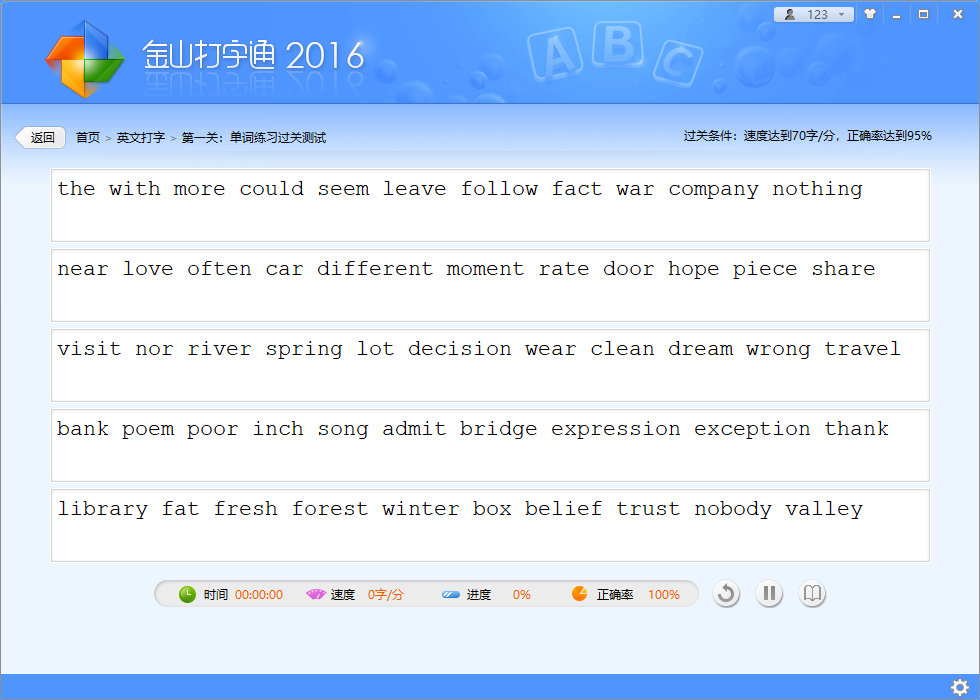 123
金山打字通 2016
A B C
返回 首页 > 英文打字 > 第一关：单词练习过关测试 过关条件：速度达到70字/分，正确率达到95%
the with more could seem leave follow fact war company nothing
near love often car different moment rate door hope piece share
visit nor river spring lot decision wear clean dream wrong travel
bank poem poor inch song admit bridge expression exception thank
library fat fresh forest winter box belief trust nobody valley
时间 00:00:00 速度 0字/分 进度 0% 正确率 100%